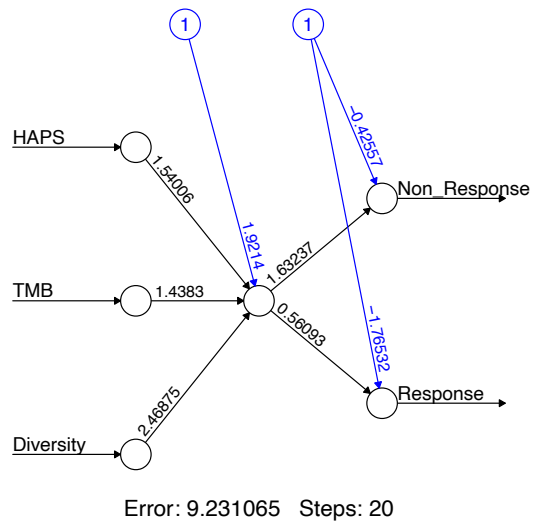 1
1
HAPS
-0.42557
1.54006
Non_Response
1.9214
1.63237
TMB
1.4383
0.56093
-1.76532
2.46875
Response
Diversity
Error: 9.231065 Steps: 20